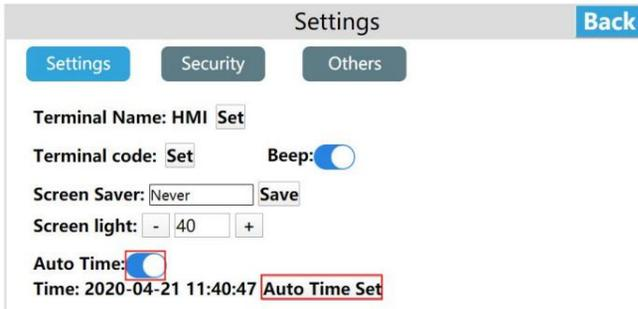 Settings Back
Settings Security Others
Terminal Name: HMI Set
Terminal code: Set Beep:
Screen Saver: Never Save
Screen light: - 40 +
Auto Time:
Time: 2020-04-21 11:40:47 Auto Time Set